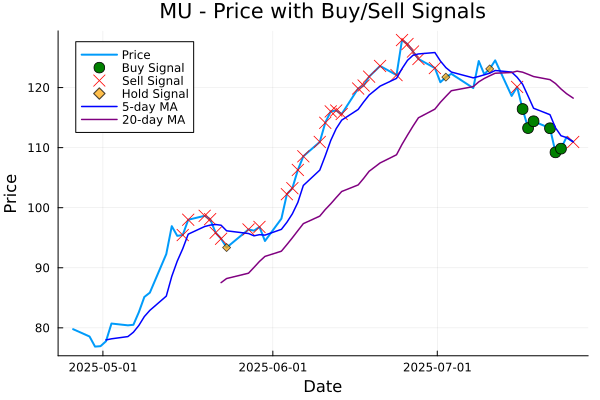 MU - Price with Buy/Sell Signals
Price
Buy Signal
Sell Signal
Hold Signal
5-day MA
20-day MA
Price
120
110
100
90
80
2025-05-01
2025-06-01
2025-07-01
Date